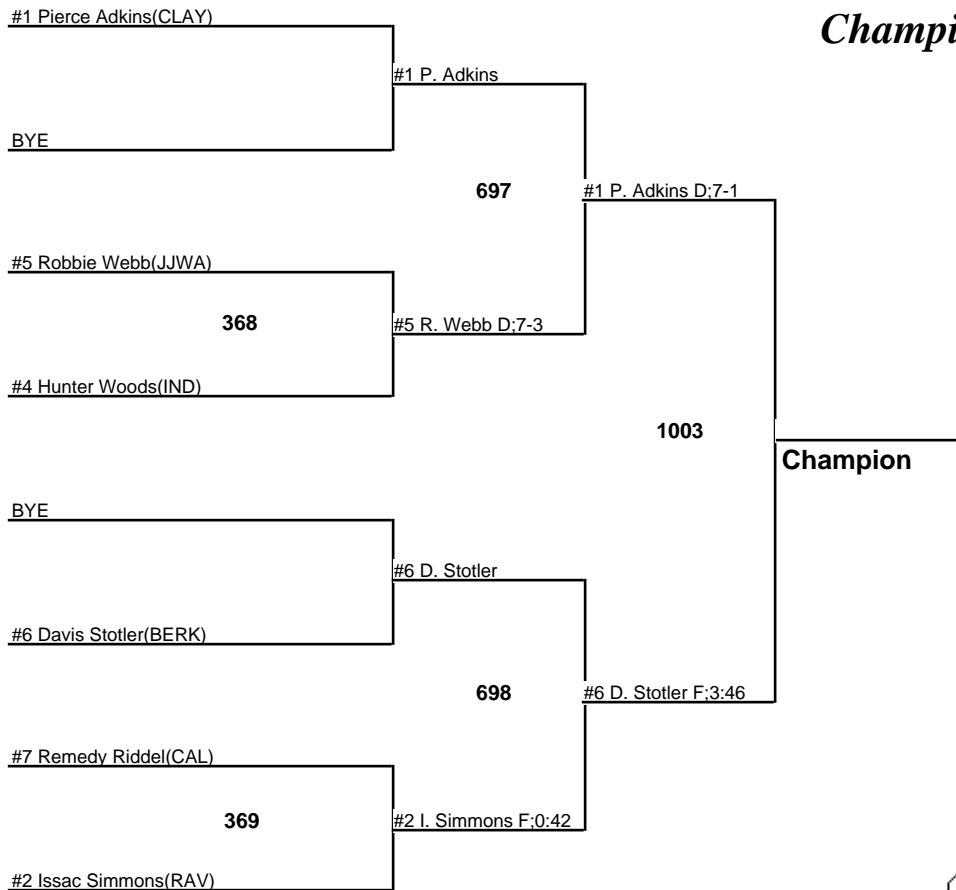 #1 Pierce Adkins(CLAY)
Champi
#1 P. Adkins
BYE
697
#1 P. Adkins D;7-1
#5 Robbie Webb(JJWA)
368
#5 R. Webb D;7-3
#4 Hunter Woods(IND)
1003
Champion
BYE
#6 D. Stotler
#6 Davis Stotler(BERK)
698
#6 D. Stotler F;3:46
#7 Remedy Riddel(CAL)
369
#2 I. Simmons F;0:42
#2 Issac Simmons(RAV)